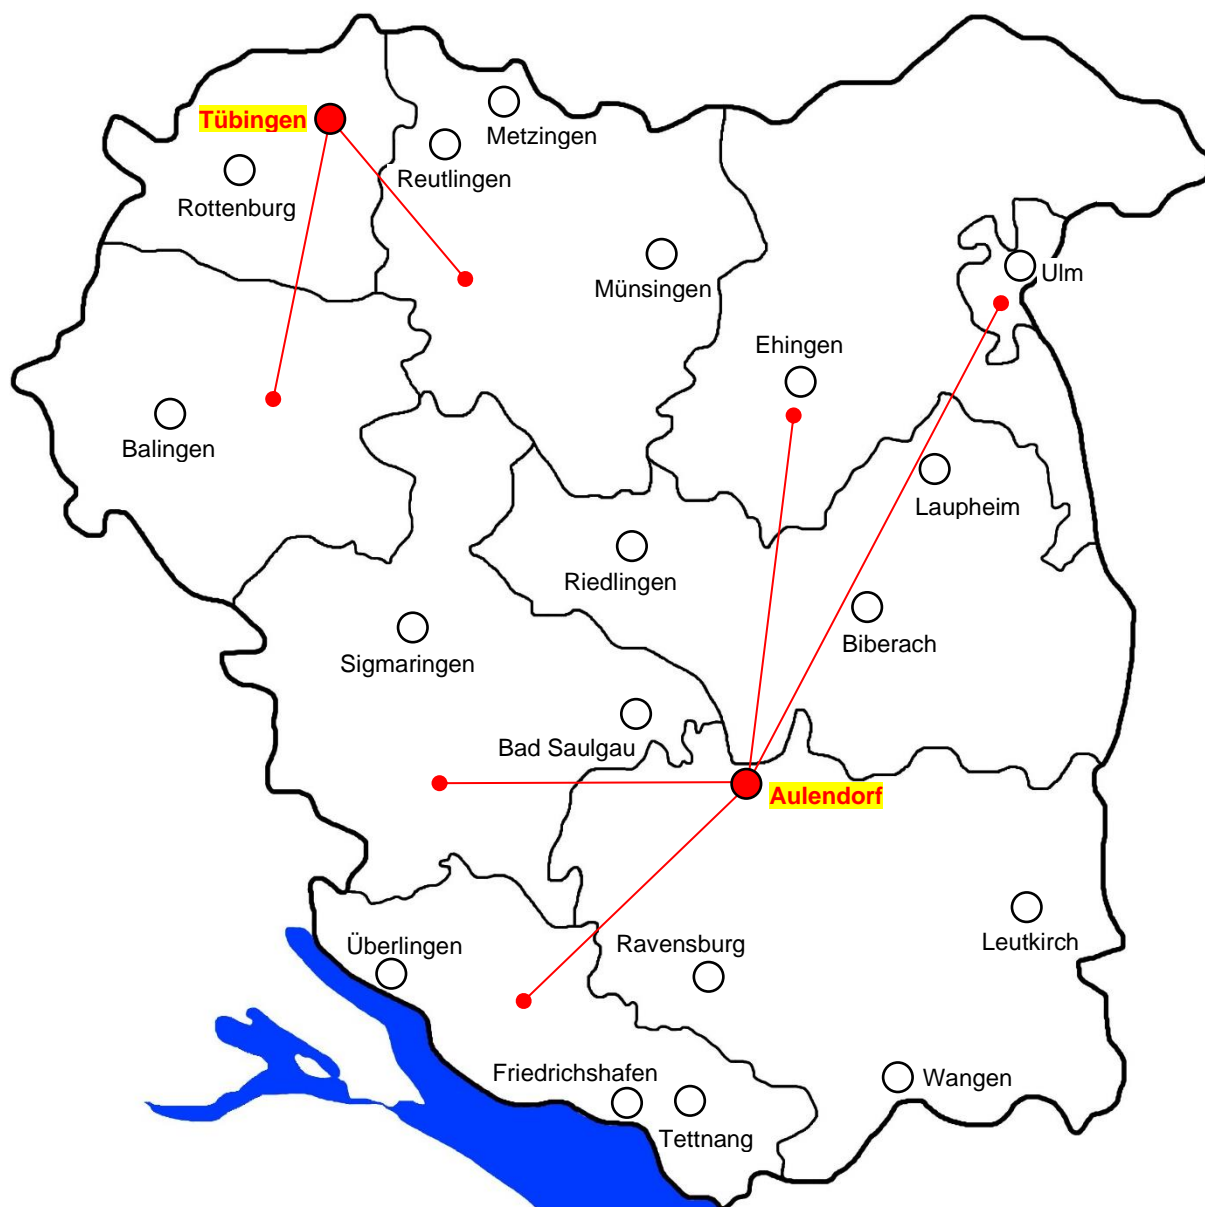 Metzingen
Tübingen
Reutlingen
Rottenburg
Ulm
Münsingen
Ehingen
Balingen
Laupheim
Riedlingen
Biberach
Sigmaringen
Bad Saulgau
Aulendorf
Überlingen
Ravensburg
Leutkirch
Friedrichshafen
Wangen
Tettnang